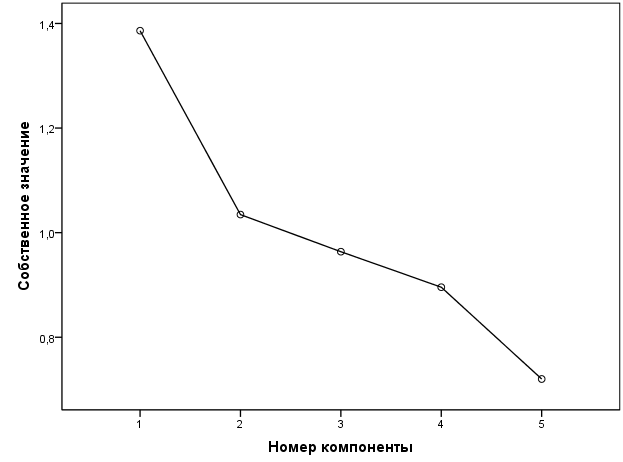 Собственное значение
1,4
1,2
1,0
0,8
1 2 3 4 5
Номер компоненты